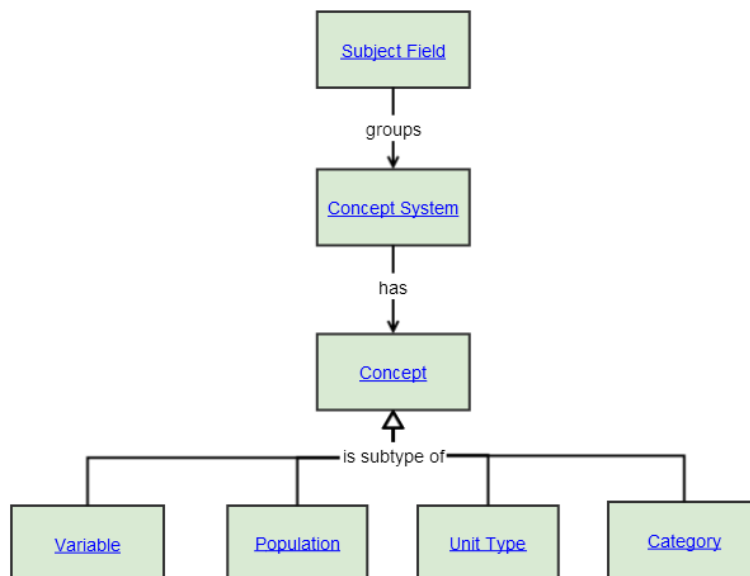 Subject Field
groups
Concept System
has
Concept
is subtype of
Variable
Population
Unit Type
Category